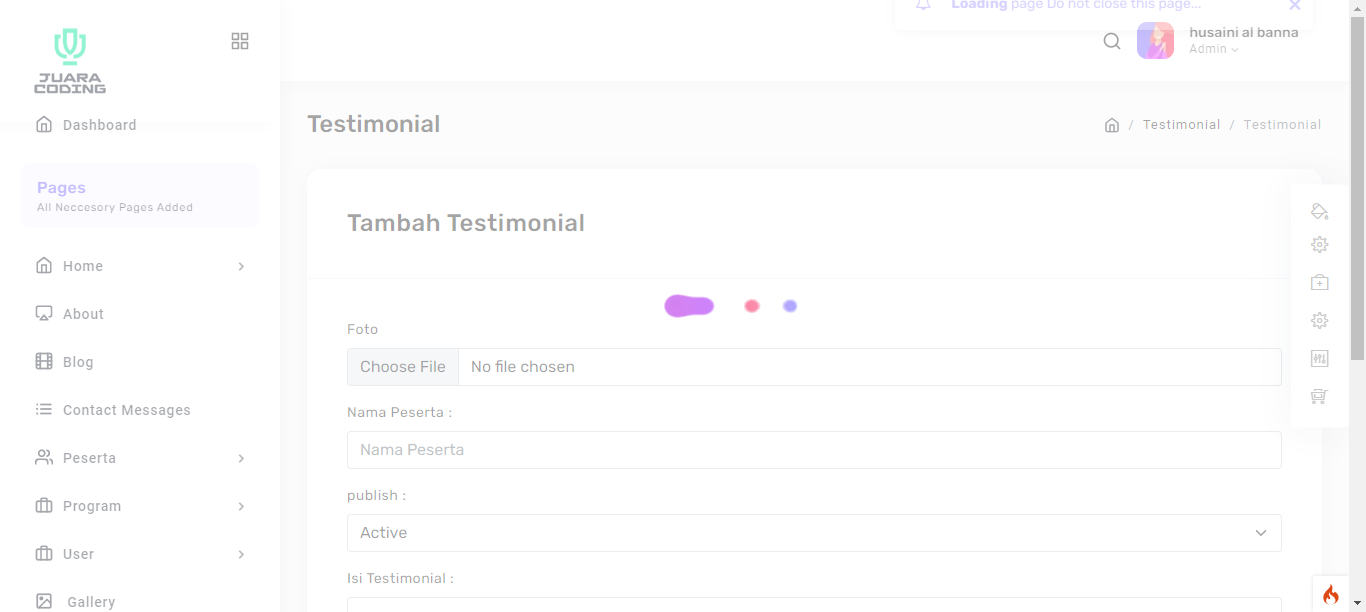 Loading page Do not close this page...
husaini al banna
Admin
JUARA
CODING
Dashboard
Pages
All Neccesory Pages Added
Home
About
Blog
Contact Messages
Peserta
Program
User
Gallery
Testimonial
/ Testimonial / Testimonial
Tambah Testimonial
Foto
Choose File No file chosen
Nama Peserta :
Nama Peserta
publish :
Active
Isi Testimonial :